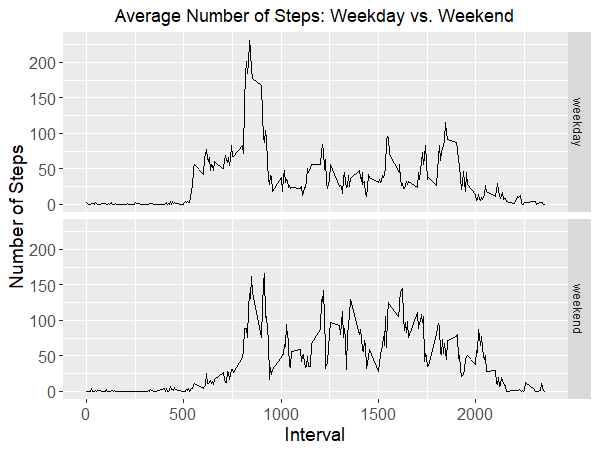 Average Number of Steps: Weekday vs. Weekend
Number of Steps
200
150
100
50
0
weekday
200
150
100
50
0
weekend
0 500 1000 1500 2000
Interval